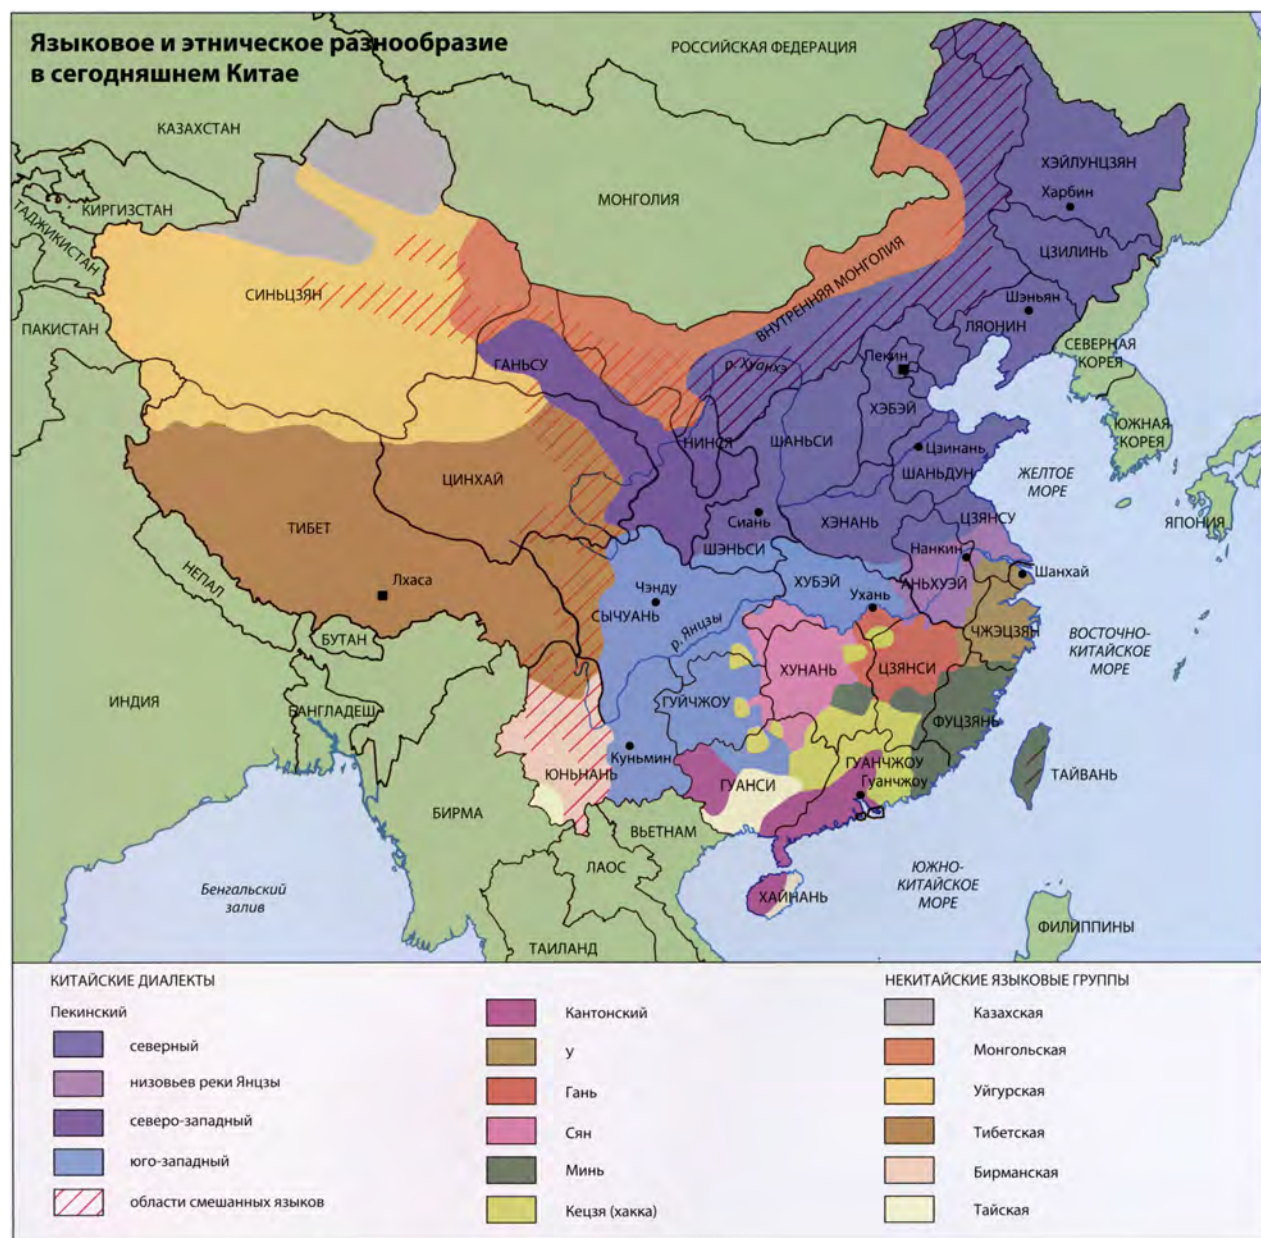 Языковое и этническое разнообразие
в сегодняшнем Китае
РОССИЙСКАЯ ФЕДЕРАЦИЯ
КАЗАХСТАН
ХЭЙЛУНЦЗЯН
Харбин
МОНГОЛИЯ
КИРГИЗСТАН
ТАДЖИКИСТАН
ЦЗИЛИНЬ
ВНУТРЕННЯЯ МОНГОЛИЯ
СИНЬЦЗЯН
Шэньян
ПАКИСТАН
ЛЯОНИН
СЕВЕРНАЯ
КОРЕЯ
ГАНЬСУ
р. Хуанхэ
Пекин
ХЭБЭЙ
ЮЖНАЯ
КОРЕЯ
НИНСЯ
ШАНЬСИ
Цзинань
ШАНЬДУН
ЦИНХАЙ
ЖЕЛТОЕ
МОРЕ
ТИБЕТ
Сиань
ХЭНАНЬ
ЦЗЯНСУ
ЯПОНИЯ
ШЭНЬСИ
Нанкин
НЕПАЛ
Лхаса
Чэнду
ХУБЭЙ
АНЬХУЭЙ
Шанхай
СЫЧУАНЬ
Ухань
БУТАН
р. Янцзы
ЧЖЭЦЗЯН
ВОСТОЧНО-
КИТАЙСКОЕ
МОРЕ
ХУНАНЬ
ЦЗЯНСИ
ИНДИЯ
БАНГЛАДЕШ
ГУЙЧЖОУ
ФУЦЗЯНЬ
Куньмин
ЮНЬНАНЬ
ГУАНСИ
ГУАНЧЖОУ
Гуанчжоу
ТАЙВАНЬ
БИРМА
ВЬЕТНАМ
ЛАОС
Бенгальский
залив
ХАЙНАНЬ
ЮЖНО-
КИТАЙСКОЕ
МОРЕ
ТАИЛАНД
ФИЛИППИНЫ
КИТАЙСКИЕ ДИАЛЕКТЫ
Пекинский
северный
низовьев реки Янцзы
северо-западный
юго-западный
области смешанных языков
Кантонский
У
Гань
Сян
Минь
Кецзя (хакка)
НЕКИТАЙСКИЕ ЯЗЫКОВЫЕ ГРУППЫ
Казахская
Монгольская
Уйгурская
Тибетская
Бирманская
Тайская